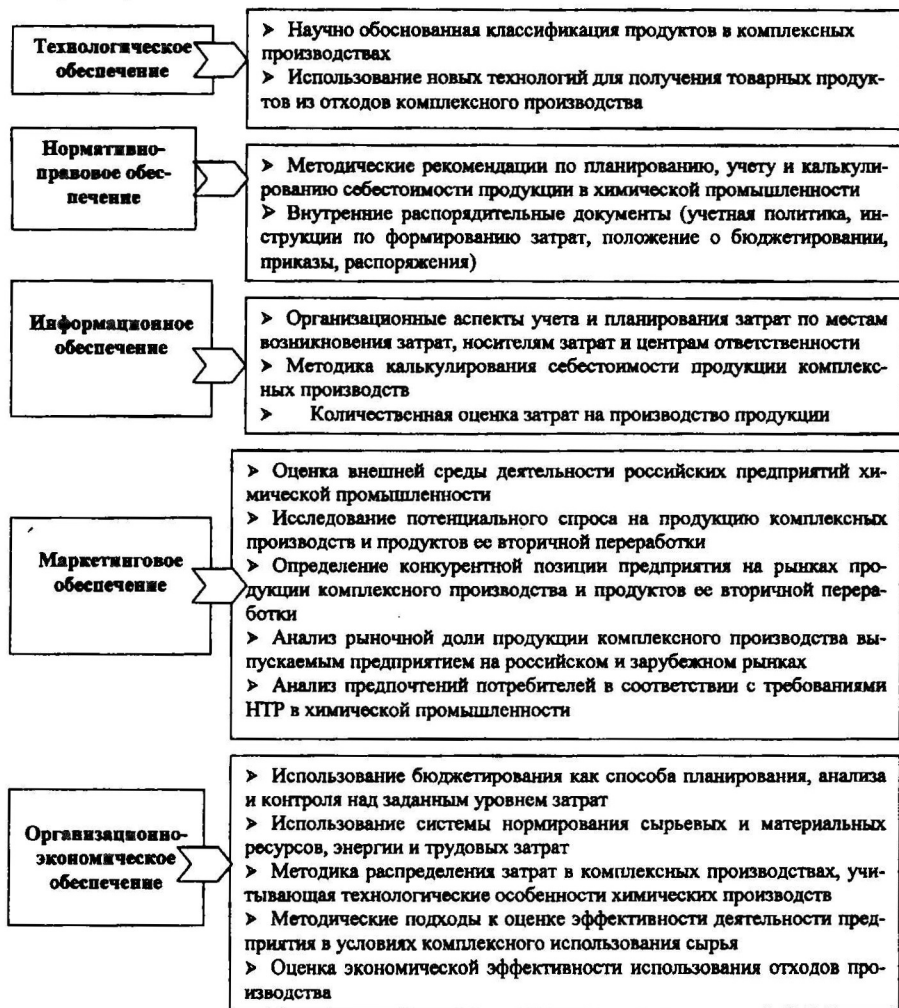 Технологическое
обеспечение
➢ Научно обоснованная классификация продуктов в комплексных
производствах
➢ Использование новых технологий для получения товарных продук-
тов из отходов комплексного производства
Нормативно-
правовое обес-
печение
➢ Методические рекомендации по планированию, учету и калькули-
рованию себестоимости продукции в химической промышленности
➢ Внутренние распорядительные документы (учетная политика, ин-
струкции по формированию затрат, положение о бюджетировании,
приказы, распоряжения)
Информационное
обеспечение
➢ Организационные аспекты учета и планирования затрат по местам
возникновения затрат, носителям затрат и центрам ответственности
➢ Методика калькулирования себестоимости продукции комплекс-
ных производств
➢ Количественная оценка затрат на производство продукции
Маркетинговое
обеспечение
➢ Оценка внешней среды деятельности российских предприятий хи-
мической промышленности
➢ Исследование потенциального спроса на продукцию комплексных
производств и продуктов ее вторичной переработки
➢ Определение конкурентной позиции предприятия на рынках про-
дукции комплексного производства и продуктов ее вторичной перера-
ботки
➢ Анализ рыночной доли продукции комплексного производства вы-
пускаемым предприятием на российском и зарубежном рынках
➢ Анализ предпочтений потребителей в соответствии с требованиями
НТР в химической промышленности
Организационно-
экономическое
обеспечение
➢ Использование бюджетирования как способа планирования, анализа
и контроля над заданным уровнем затрат
➢ Использование системы нормирования сырьевых и материальных
ресурсов, энергии и трудовых затрат
➢ Методика распределения затрат в комплексных производствах, учи-
тывающая технологические особенности химических производств
➢ Методические подходы к оценке эффективности деятельности пред-
приятия в условиях комплексного использования сырья
➢ Оценка экономической эффективности использования отходов про-
изводства